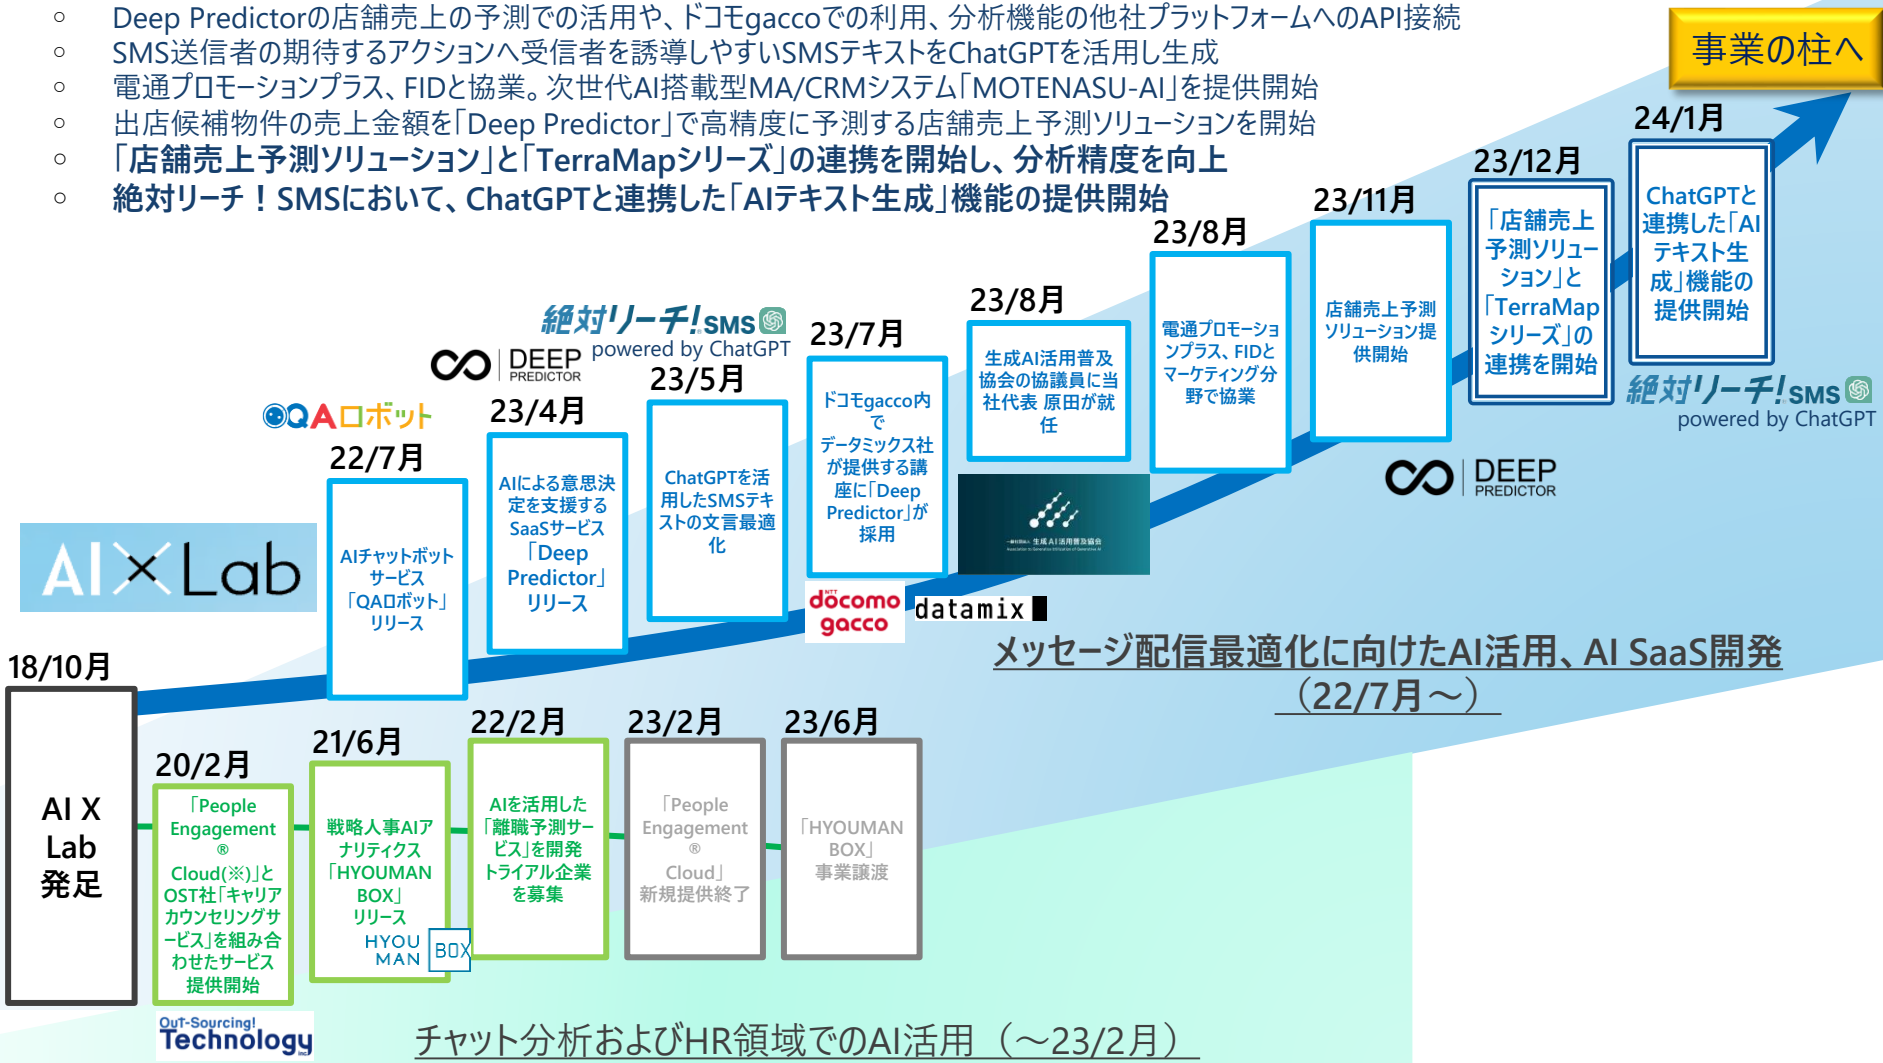 ○ Deep Predictorの店舗売上の予測での活用や、ドコモgaccoでの利用、分析機能の他社プラットフォームへのAPI接続
○ SMS送信者の期待するアクションへ受信者を誘導しやすいSMSテキストをChatGPTを活用し生成
○ 電通プロモーションプラス、FIDと協業。次世代AI搭載型MA/CRMシステム「MOTENASU-AI」を提供開始
○ 出店候補物件の売上金額を「Deep Predictor」で高精度に予測する店舗売上予測ソリューションを開始
○ 「店舗売上予測ソリューション」と「TerraMapシリーズ」の連携を開始し、分析精度を向上
○ 絶対リーチ！SMSにおいて、ChatGPTと連携した「AIテキスト生成」機能の提供開始
事業の柱へ
AI×Lab
18/10月
AI X
Lab
発足
QAロボット
22/7月
AIチャットボット
サービス
「QAロボット」
リリース
DEEP
PREDICTOR
23/4月
AIによる意思決
定を支援する
SaaSサービス
「Deep
Predictor」
リリース
絶対リーチ!SMS
powered by ChatGPT
23/5月
ChatGPTを活
用したSMSテキ
ストの文言最適
化
23/7月
ドコモgacco内
で
データミックス社
が提供する講
座に「Deep
Predictor」が
採用
NTT
docomo
gacco
datamix
23/8月
生成AI活用普及
協会の協議員に当
社代表 原田が就
任
一般社団法人 生成AI活用普及協会
23/8月
電通プロモーショ
ンプラス、FIDと
マーケティング分
野で協業
23/11月
店舗売上予測
ソリューション提
供開始
23/12月
「店舗売上
予測ソリュー
ション」と
「TerraMap
シリーズ」の
連携を開始
DEEP
PREDICTOR
24/1月
ChatGPTと
連携した「AI
テキスト生
成」機能の
提供開始
絶対リーチ!SMS
powered by ChatGPT
メッセージ配信最適化に向けたAI活用、AI SaaS開発
（22/7月～）
20/2月
「People
Engagement
®
Cloud(※)」と
OST社「キャリア
カウンセリングサ
ービス」を組み合
わせたサービス
提供開始
OuT-Sourcing!
Technology
Inc.
21/6月
戦略人事AIア
ナリティクス
「HYOUMAN
BOX」
リリース
HYOU
MAN BOX
22/2月
AIを活用した
「離職予測サー
ビス」を開発
トライアル企業
を募集
23/2月
「People
Engagement
®
Cloud」
新規提供終了
23/6月
「HYOUMAN
BOX」
事業譲渡
チャット分析およびHR領域でのAI活用（～23/2月）